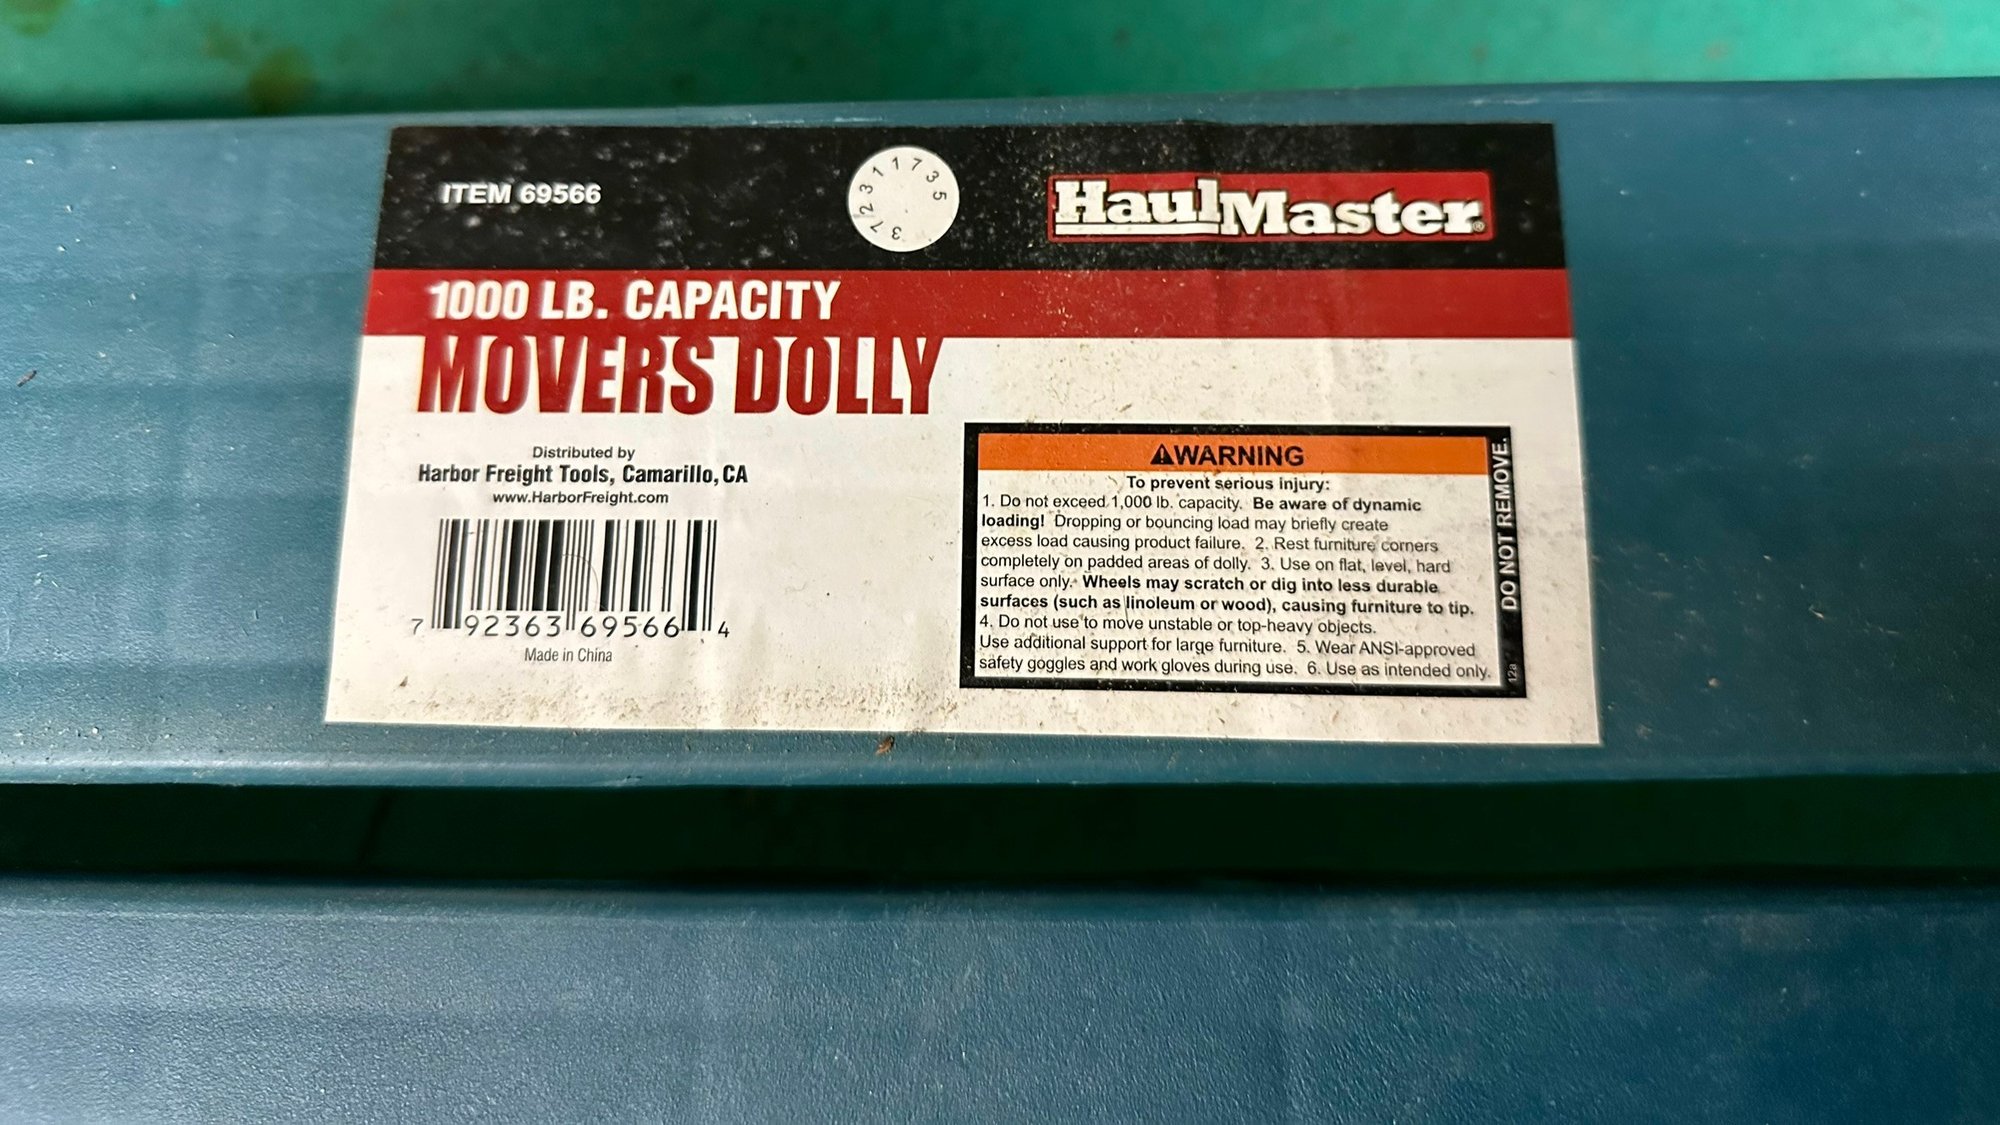 ITEM 69566
3 7 2 3 1 1 7 3 5
HaulMaster®
1000 LB. CAPACITY
MOVERS DOLLY
Distributed by
Harbor Freight Tools, Camarillo, CA
www.HarborFreight.com
7 92363 69566 4
Made in China
⚠WARNING
To prevent serious injury:
1. Do not exceed 1,000 lb. capacity. Be aware of dynamic
loading! Dropping or bouncing load may briefly create
excess load causing product failure. 2. Rest furniture corners
completely on padded areas of dolly. 3. Use on flat, level, hard
surface only. Wheels may scratch or dig into less durable
surfaces (such as linoleum or wood), causing furniture to tip.
4. Do not use to move unstable or top-heavy objects.
Use additional support for large furniture. 5. Wear ANSI-approved
safety goggles and work gloves during use. 6. Use as intended only.
DO NOT REMOVE.
12a